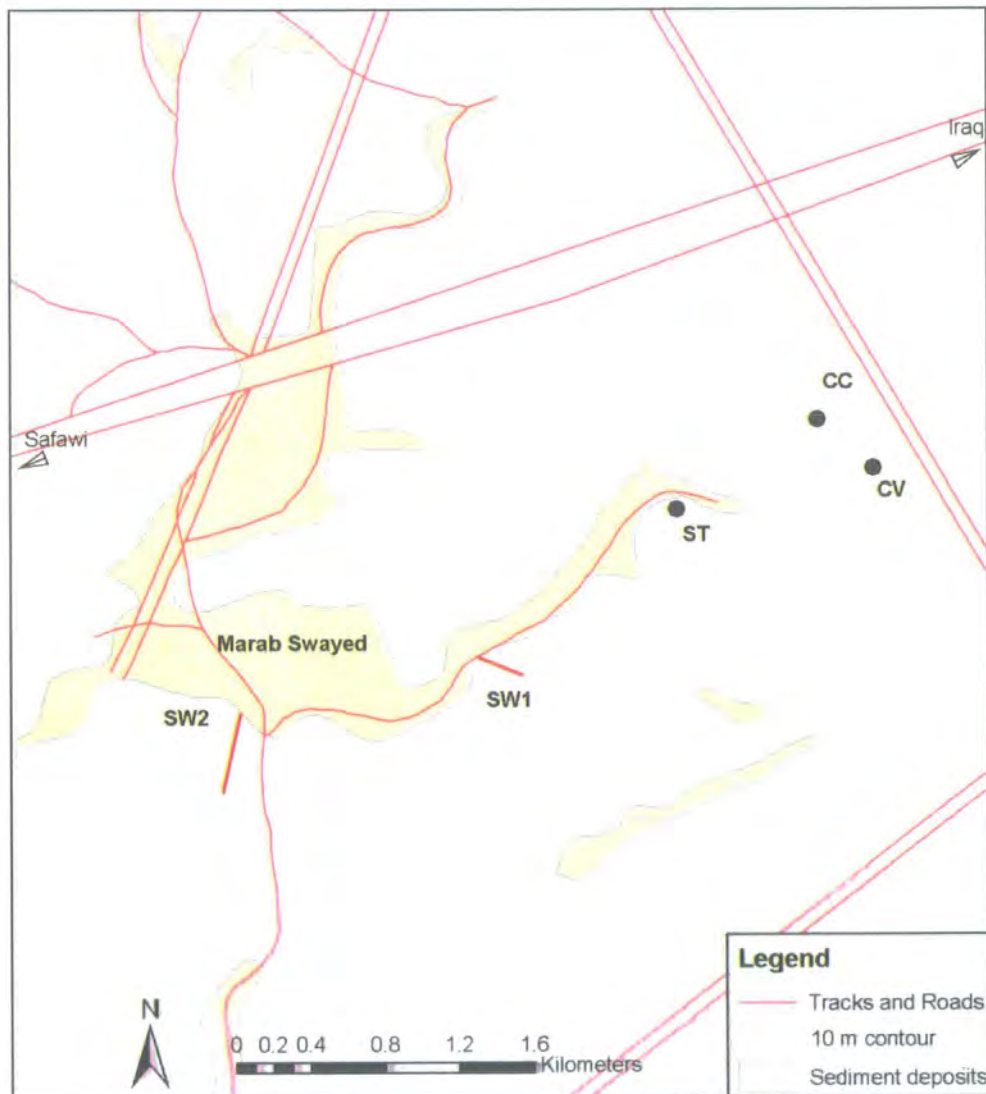 Iraq
CC
Safawi
CV
ST
Marab Swayed
SW1
SW2
Legend
Tracks and Roads
10 m contour
Sediment deposits
N
0 0.2 0.4 0.8 1.2 1.6
Kilometers